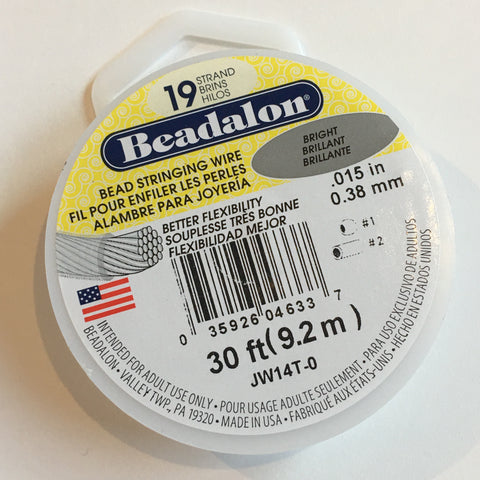 19 STRAND
BRINS
HILOS
Beadalon®
BRIGHT
BRILLANT
BRILLANTE
BEAD STRINGING WIRE
FIL POUR ENFILER LES PERLES
ALAMBRE PARA JOYERÍA
.015 in
0.38 mm
BETTER FLEXIBILITY
SOUPLESSE TRÈS BONNE
FLEXIBILIDAD MEJOR
#1
#2
0 35926 04633 7
30 ft(9.2 m)
JW14T-0
INTENDED FOR ADULT USE ONLY • POUR USAGE ADULTE SEULEMENT • PARA USO EXCLUSIVO DE ADULTOS
BEADALON • VALLEY TWP., PA 19320 • MADE IN USA • FABRIQUÉ AUX ÉTATS-UNIS • HECHO EN ESTADOS UNIDOS